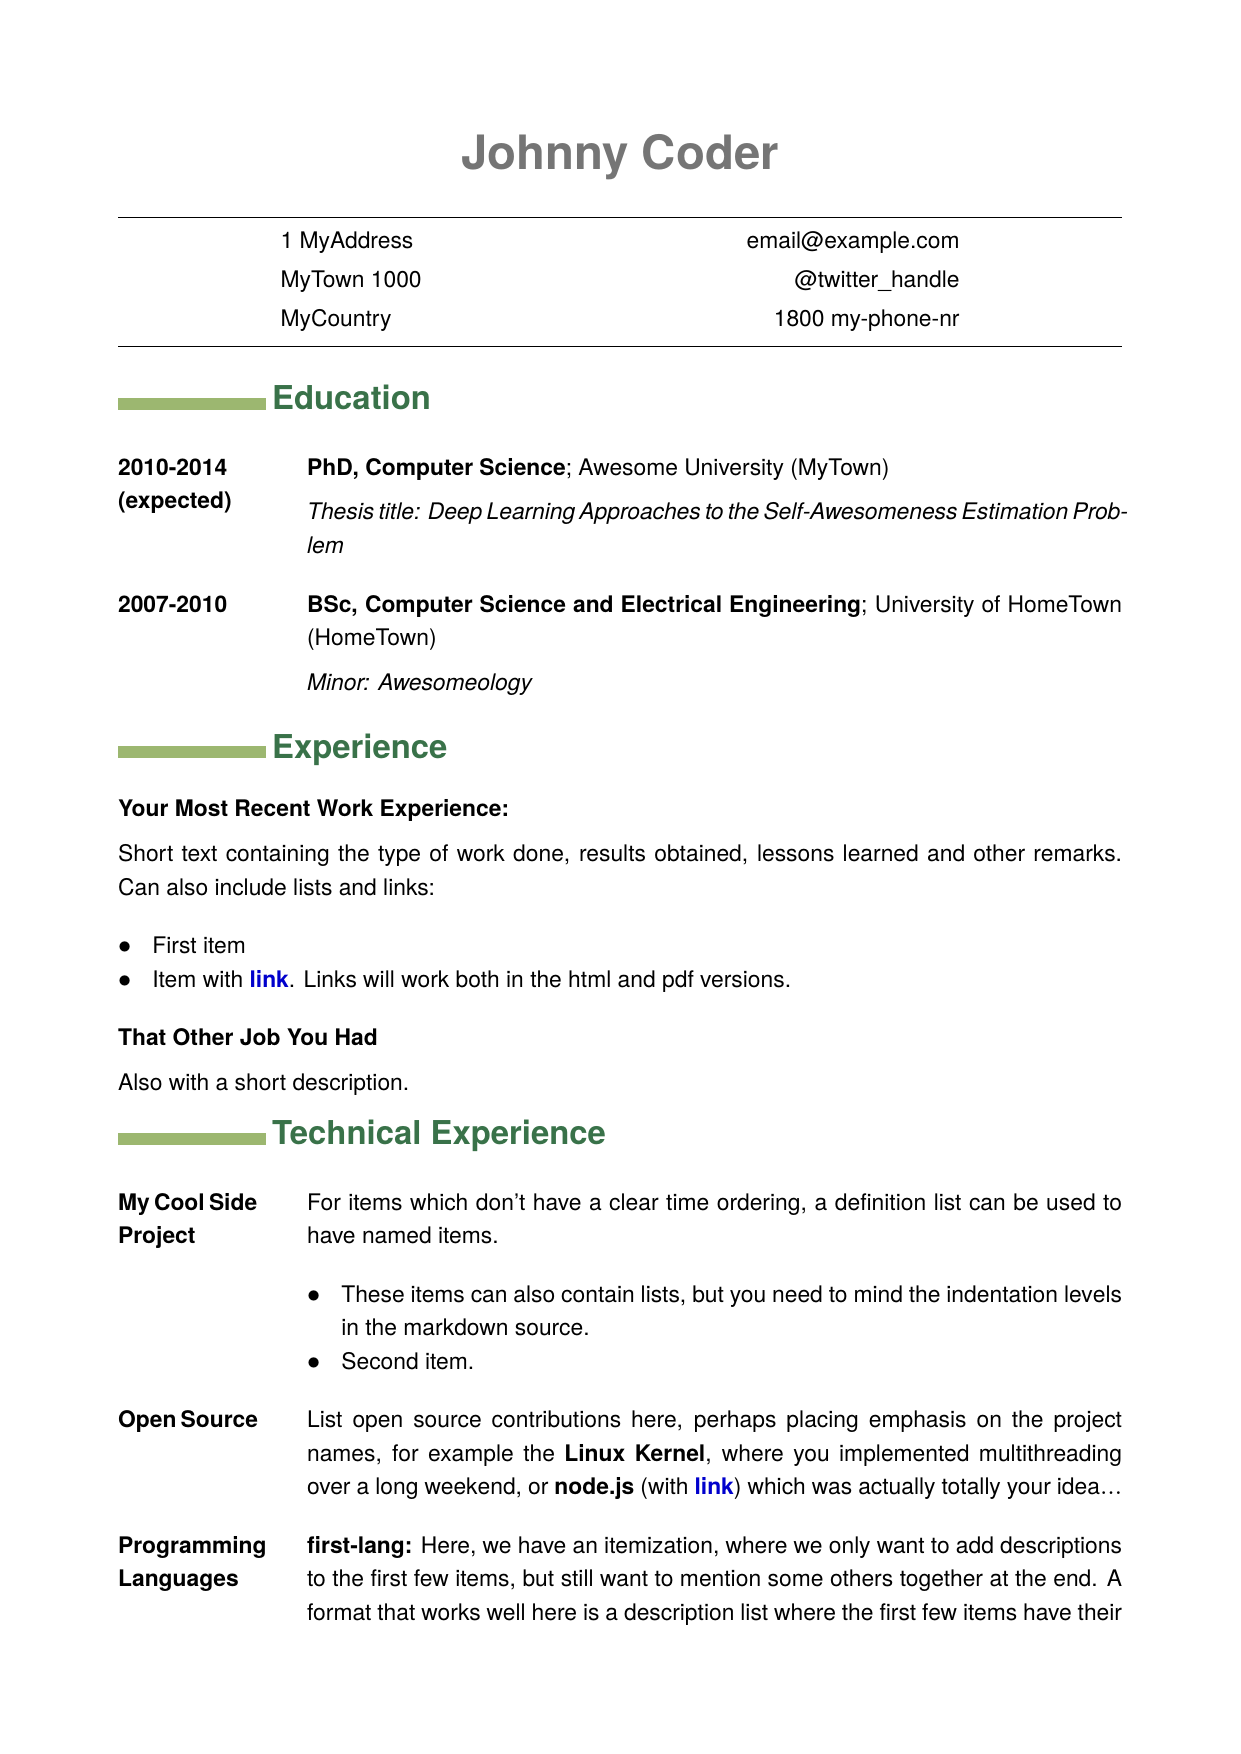 Johnny Coder
1 MyAddress
MyTown 1000
MyCountry
email@example.com
@twitter_handle
1800 my-phone-nr
Education
2010-2014
(expected)
PhD, Computer Science; Awesome University (MyTown)
Thesis title: Deep Learning Approaches to the Self-Awesomeness Estimation Prob-
lem
2007-2010
BSc, Computer Science and Electrical Engineering; University of HomeTown
(HomeTown)
Minor: Awesomeology
Experience
Your Most Recent Work Experience:
Short text containing the type of work done, results obtained, lessons learned and other remarks.
Can also include lists and links:
• First item
• Item with link. Links will work both in the html and pdf versions.
That Other Job You Had
Also with a short description.
Technical Experience
My Cool Side
Project
For items which don’t have a clear time ordering, a definition list can be used to
have named items.
• These items can also contain lists, but you need to mind the indentation levels
in the markdown source.
• Second item.
Open Source
List open source contributions here, perhaps placing emphasis on the project
names, for example the Linux Kernel, where you implemented multithreading
over a long weekend, or node.js (with link) which was actually totally your idea…
Programming
Languages
first-lang: Here, we have an itemization, where we only want to add descriptions
to the first few items, but still want to mention some others together at the end. A
format that works well here is a description list where the first few items have their